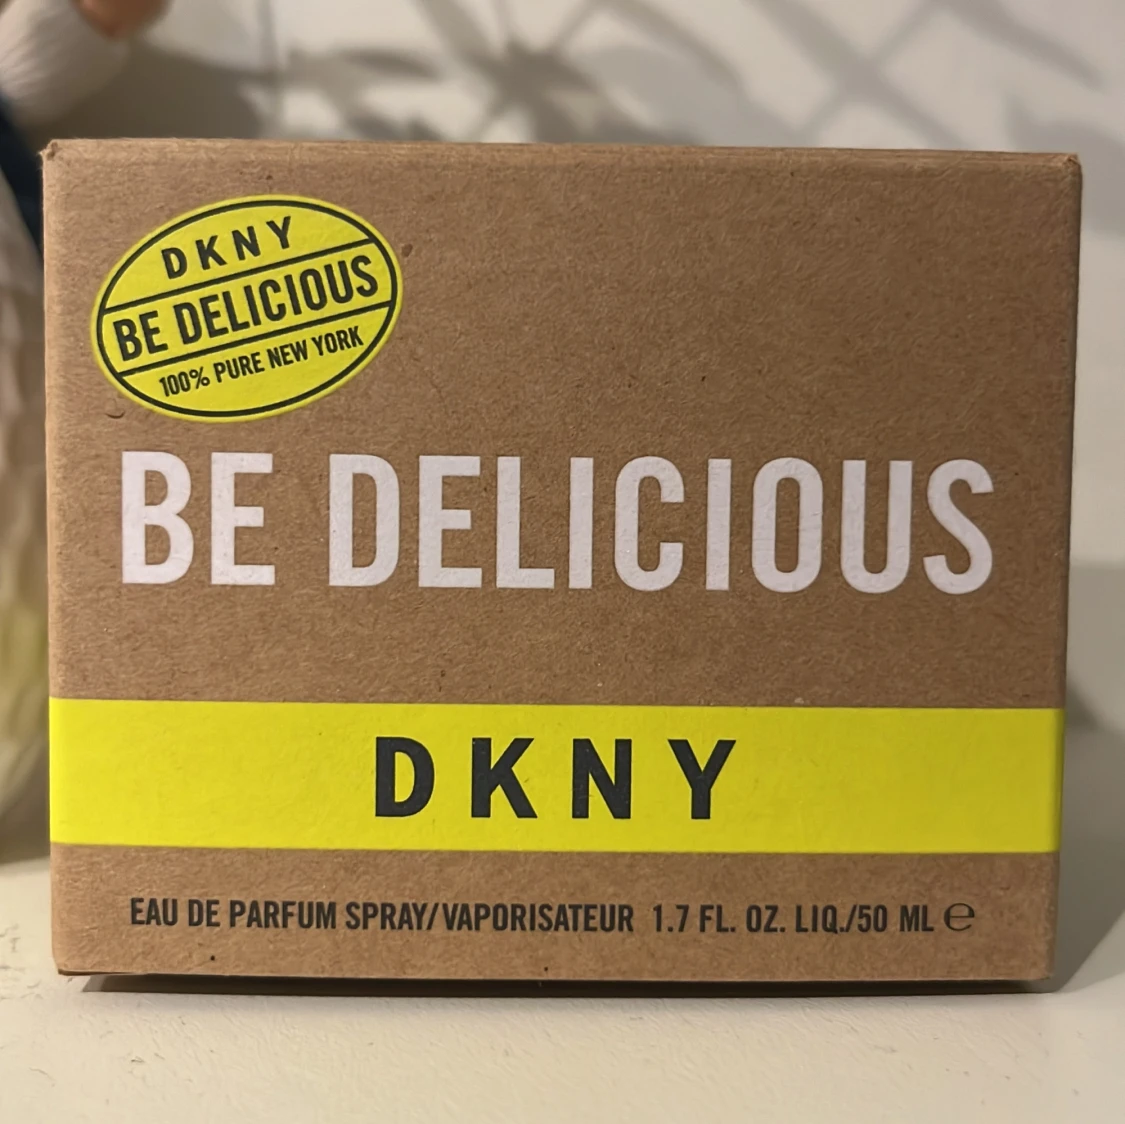 DKNY
BE DELICIOUS
100% PURE NEW YORK
BE DELICIOUS
DKNY
EAU DE PARFUM SPRAY/VAPORISATEUR 1.7 FL. OZ. LIQ./50 ML ℮